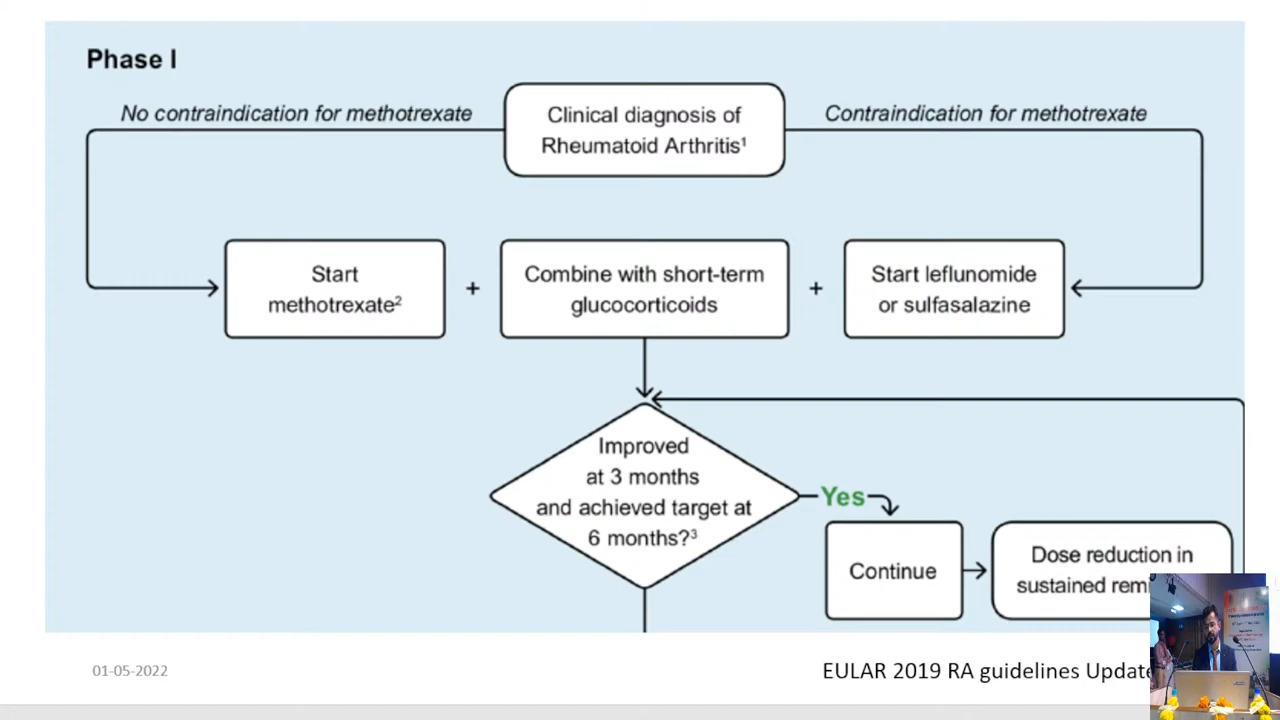 Phase I
No contraindication for methotrexate
Clinical diagnosis of
Rheumatoid Arthritis¹
Contraindication for methotrexate
Start
methotrexate²
+
Combine with short-term
glucocorticoids
+
Start leflunomide
or sulfasalazine
Improved
at 3 months
and achieved target at
6 months?³
Yes
Continue
Dose reduction in
sustained
01-05-2022
EULAR 2019 RA guidelines Update